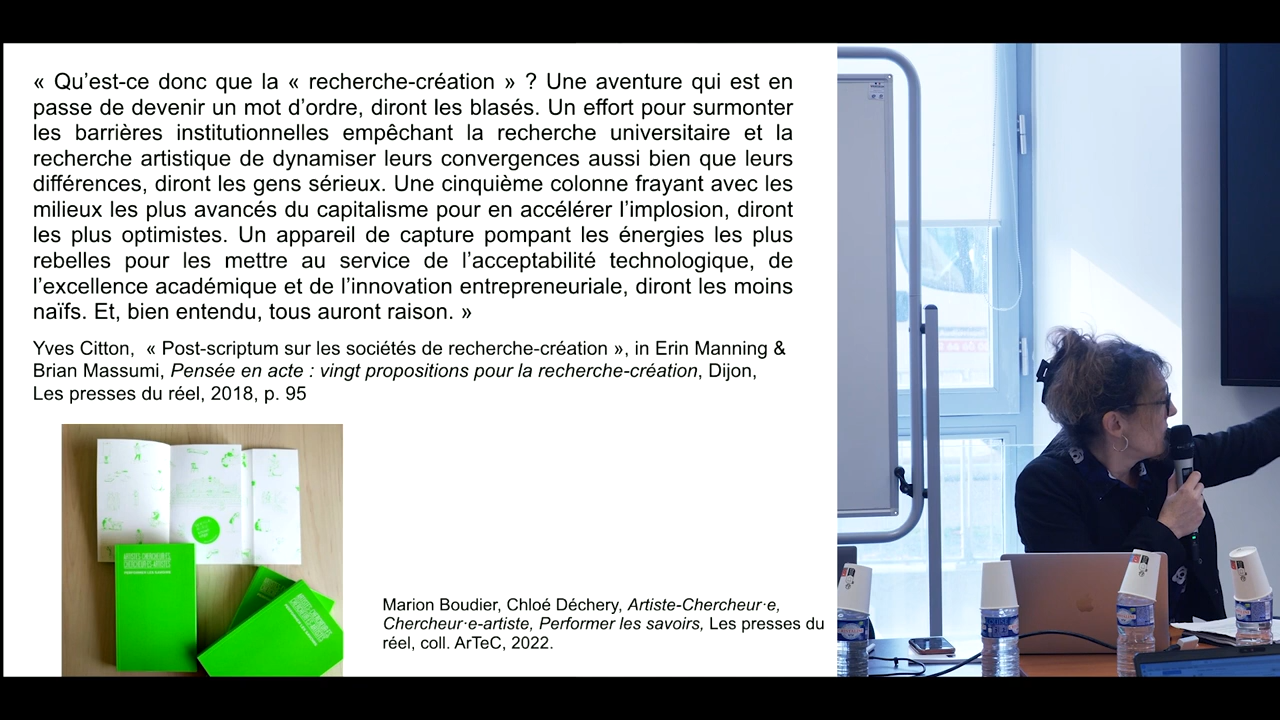 « Qu’est-ce donc que la « recherche-création » ? Une aventure qui est en
passe de devenir un mot d’ordre, diront les blasés. Un effort pour surmonter
les barrières institutionnelles empêchant la recherche universitaire et la
recherche artistique de dynamiser leurs convergences aussi bien que leurs
différences, diront les gens sérieux. Une cinquième colonne frayant avec les
milieux les plus avancés du capitalisme pour en accélérer l’implosion, diront
les plus optimistes. Un appareil de capture pompant les énergies les plus
rebelles pour les mettre au service de l’acceptabilité technologique, de
l’excellence académique et de l’innovation entrepreneuriale, diront les moins
naïfs. Et, bien entendu, tous auront raison. »
Yves Citton, « Post-scriptum sur les sociétés de recherche-création », in Erin Manning &
Brian Massumi, Pensée en acte : vingt propositions pour la recherche-création, Dijon,
Les presses du réel, 2018, p. 95
Marion Boudier, Chloé Déchery, Artiste-Chercheur·e,
Chercheur·e-artiste, Performer les savoirs, Les presses du
réel, coll. ArTeC, 2022.